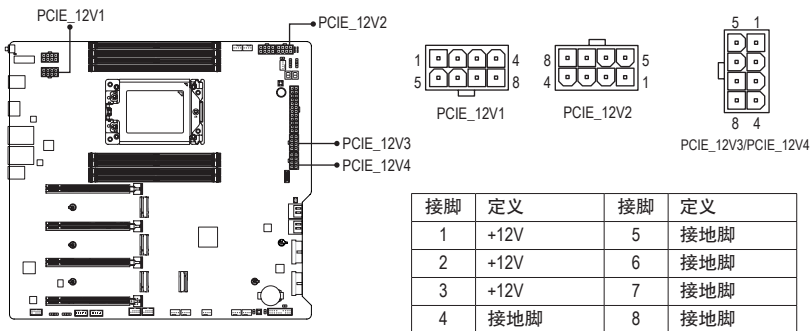 PCIE_12V1
PCIE_12V2
PCIE_12V3
PCIE_12V4
1 4
5 8
PCIE_12V1
8 5
4 1
PCIE_12V2
5 1
8 4
PCIE_12V3/PCIE_12V4
接脚 定义 接脚 定义
1 +12V 5 接地脚
2 +12V 6 接地脚
3 +12V 7 接地脚
4 接地脚 8 接地脚